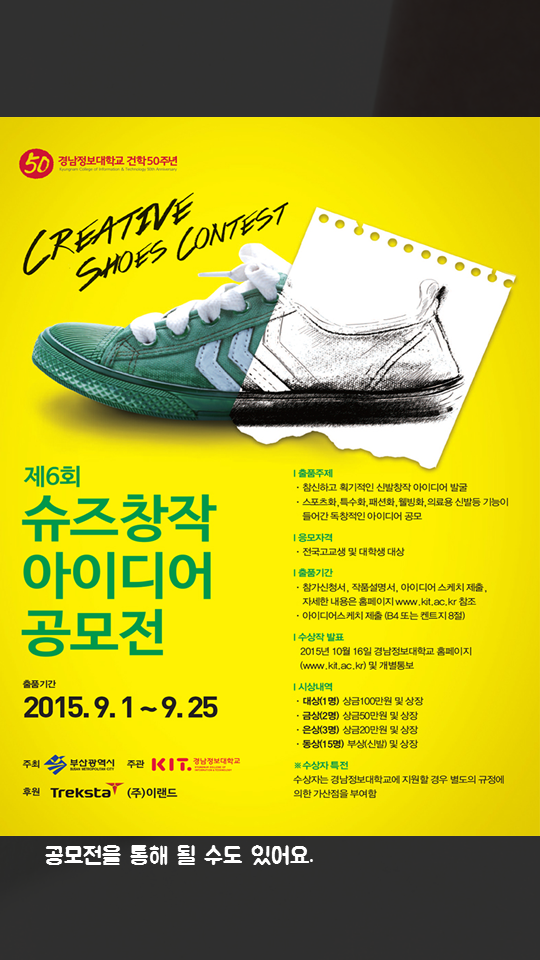 50 경남정보대학교 건학 50주년
Kyungnam College of Information & Technology 50th Anniversary
CREATIVE
SHOES CONTEST
제6회
슈즈창작
아이디어
공모전
출품기간
2015. 9. 1 ~ 9. 25
주최 부산광역시 BUSAN METROPOLITAN CITY 주관 KIT. 경남정보대학교
후원 Treksta (주)이랜드
| 출품주제
· 참신하고 획기적인 신발창작 아이디어 발굴
· 스포츠화,특수화,패션화,웰빙화,의료용 신발등 기능이
들어간 독창적인 아이디어 공모
| 응모자격
· 전국고교생 및 대학생 대상
| 출품기간
· 참가신청서, 작품설명서, 아이디어 스케치 제출,
자세한 내용은 홈페이지 www.kit.ac.kr 참조
· 아이디어스케치 제출 (B4 또는 켄트지 8절)
| 수상작 발표
2015년 10월 16일 경남정보대학교 홈페이지
(www.kit.ac.kr) 및 개별통보
| 시상내역
· 대상(1명) 상금100만원 및 상장
· 금상(2명) 상금50만원 및 상장
· 은상(3명) 상금20만원 및 상장
· 동상(15명) 부상(신발) 및 상장
※수상자 특전
수상자는 경남정보대학교에 지원할 경우 별도의 규정에
의한 가산점을 부여함
공모전을 통해 될 수도 있어요.